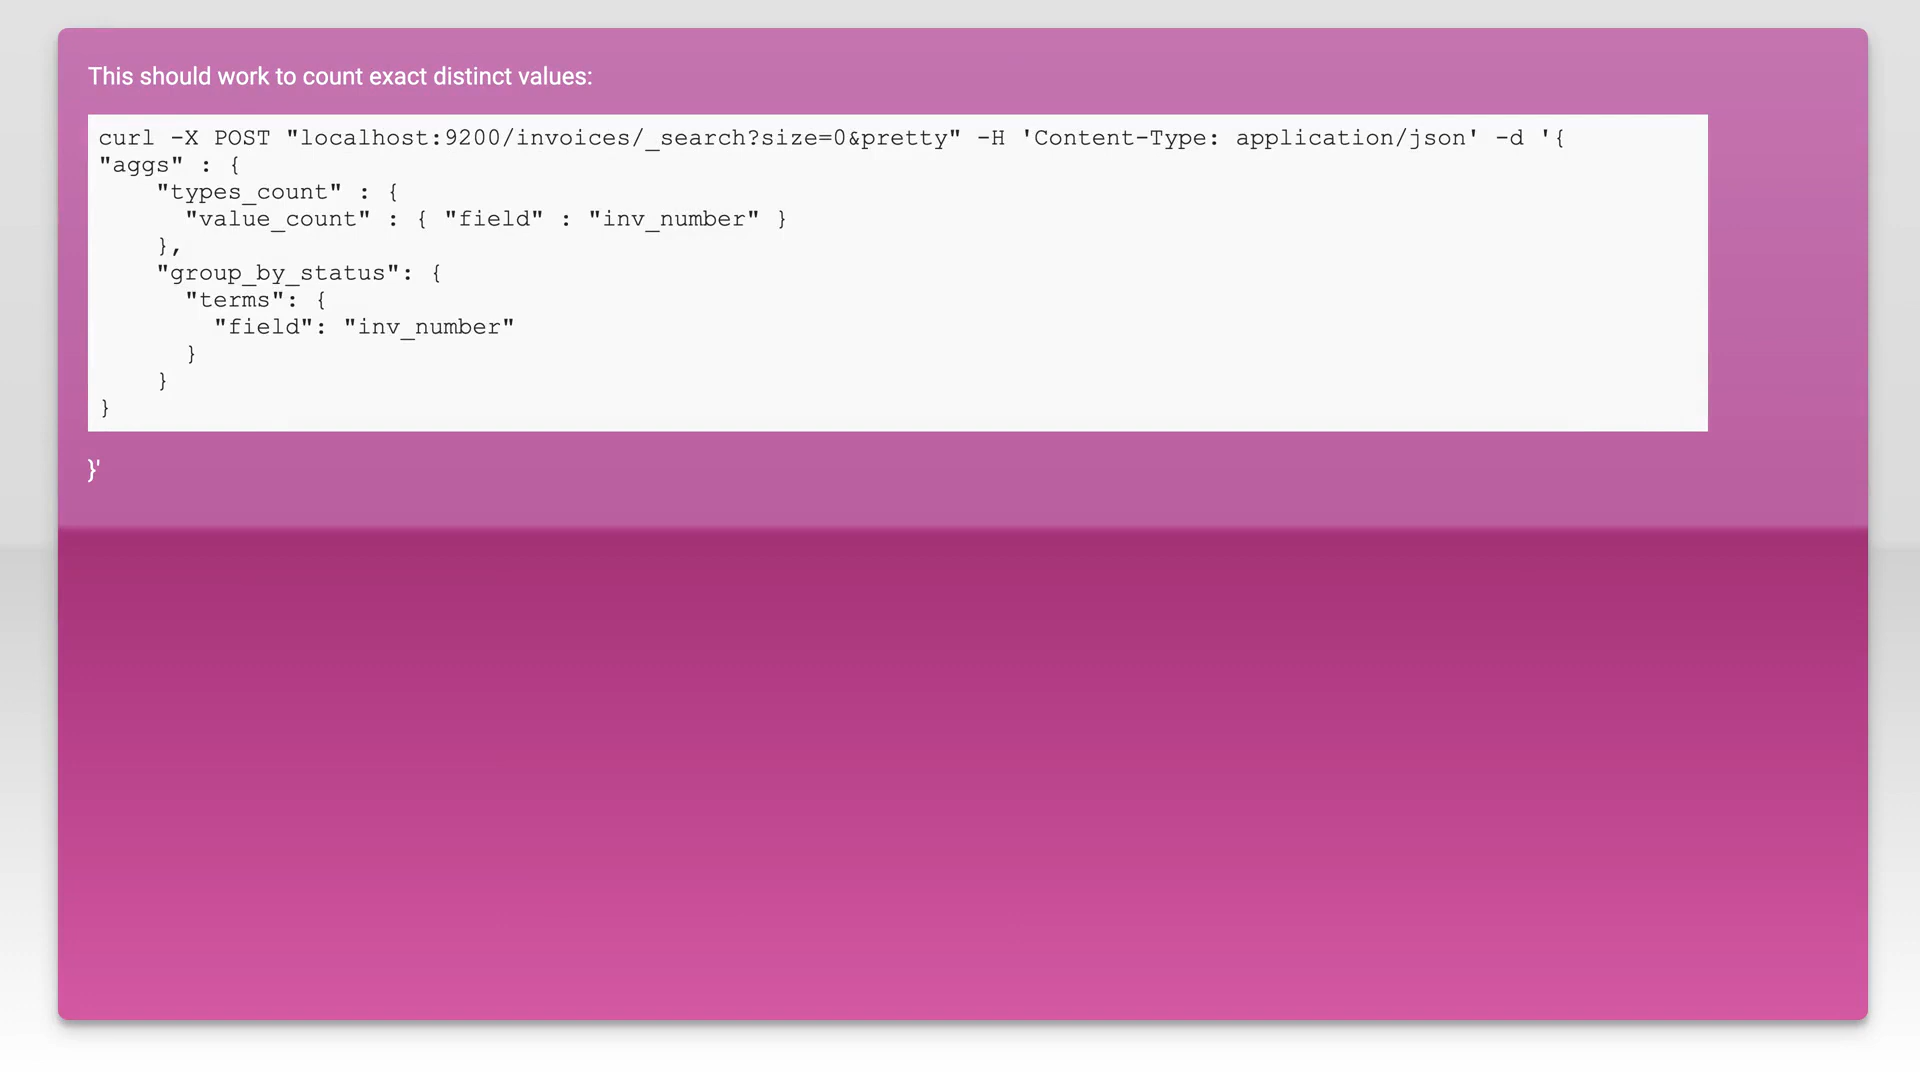 This should work to count exact distinct values:
curl -X POST "localhost:9200/invoices/_search?size=0&pretty" -H 'Content-Type: application/json' -d '{
"aggs" : {
    "types_count" : {
      "value_count" : { "field" : "inv_number" }
    },
    "group_by_status": {
      "terms": {
        "field": "inv_number"
      }
    }
}
}'